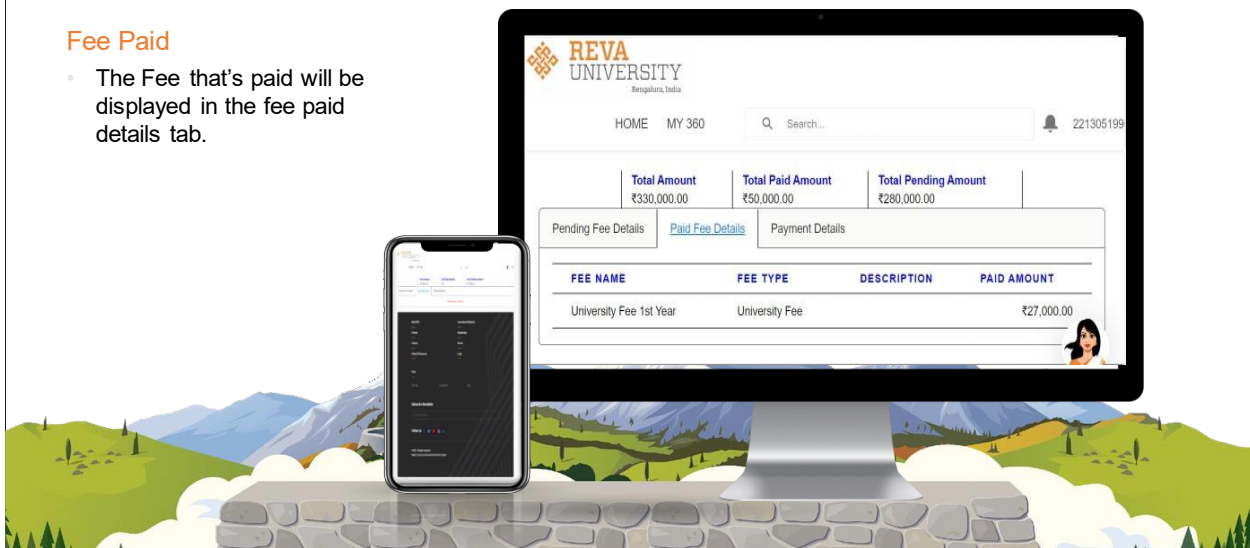 Fee Paid
• The Fee that's paid will be
displayed in the fee paid
details tab.
REVA
UNIVERSITY
Bengaluru, India
HOME MY 360 Search... 221305199
Total Amount Total Paid Amount Total Pending Amount
₹330,000.00 ₹50,000.00 ₹280,000.00
Pending Fee Details Paid Fee Details Payment Details
FEE NAME FEE TYPE DESCRIPTION PAID AMOUNT
University Fee 1st Year University Fee ₹27,000.00